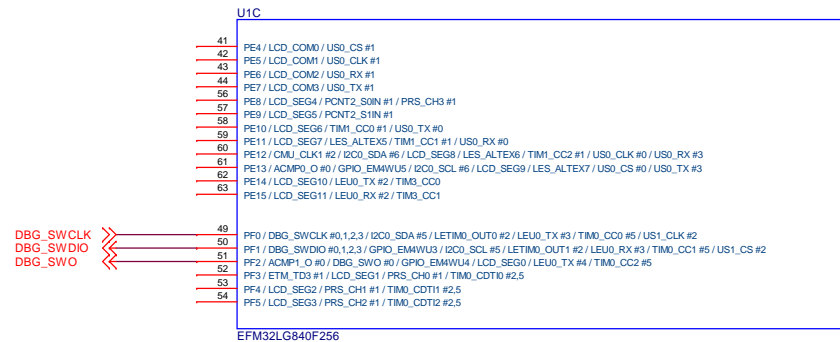 U1C
41 PE4 / LCD_COM0 / US0_CS #1
42 PE5 / LCD_COM1 / US0_CLK #1
43 PE6 / LCD_COM2 / US0_RX #1
44 PE7 / LCD_COM3 / US0_TX #1
56 PE8 / LCD_SEG4 / PCNT2_S0IN #1 / PRS_CH3 #1
57 PE9 / LCD_SEG5 / PCNT2_S1IN #1
58 PE10 / LCD_SEG6 / TIM1_CC0 #1 / US0_TX #0
59 PE11 / LCD_SEG7 / LES_ALTEX5 / TIM1_CC1 #1 / US0_RX #0
60 PE12 / CMU_CLK1 #2 / I2C0_SDA #6 / LCD_SEG8 / LES_ALTEX6 / TIM1_CC2 #1 / US0_CLK #0 / US0_RX #3
61 PE13 / ACMP0_O #0 / GPIO_EM4WU5 / I2C0_SCL #6 / LCD_SEG9 / LES_ALTEX7 / US0_CS #0 / US0_TX #3
62 PE14 / LCD_SEG10 / LEU0_TX #2 / TIM3_CC0
63 PE15 / LCD_SEG11 / LEU0_RX #2 / TIM3_CC1
DBG_SWCLK 49 PF0 / DBG_SWCLK #0,1,2,3 / I2C0_SDA #5 / LETIM0_OUT0 #2 / LEU0_TX #3 / TIM0_CC0 #5 / US1_CLK #2
DBG_SWDIO 50 PF1 / DBG_SWDIO #0,1,2,3 / GPIO_EM4WU3 / I2C0_SCL #5 / LETIM0_OUT1 #2 / LEU0_RX #3 / TIM0_CC1 #5 / US1_CS #2
DBG_SWO 51 PF2 / ACMP1_O #0 / DBG_SWO #0 / GPIO_EM4WU4 / LCD_SEG0 / LEU0_TX #4 / TIM0_CC2 #5
52 PF3 / ETM_TD3 #1 / LCD_SEG1 / PRS_CH0 #1 / TIM0_CDTI0 #2,5
53 PF4 / LCD_SEG2 / PRS_CH1 #1 / TIM0_CDTI1 #2,5
54 PF5 / LCD_SEG3 / PRS_CH2 #1 / TIM0_CDTI2 #2,5
EFM32LG840F256